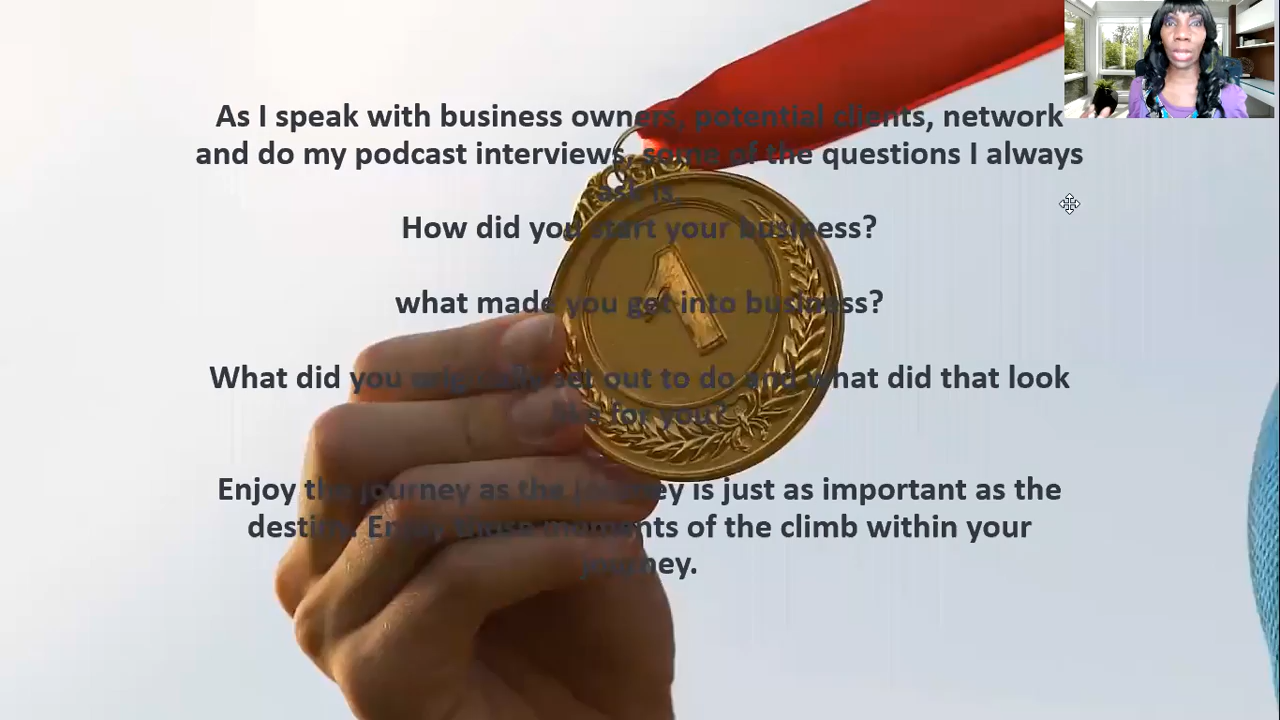 As I speak with business owners, potential clients, network
and do my podcast interviews, some of the questions I always
ask is,
How did you start your business?
what made you get into business?
What did you originally set out to do and what did that look
like for you?
Enjoy the journey as the journey is just as important as the
destiny. Enjoy those moments of the climb within your
journey.
1